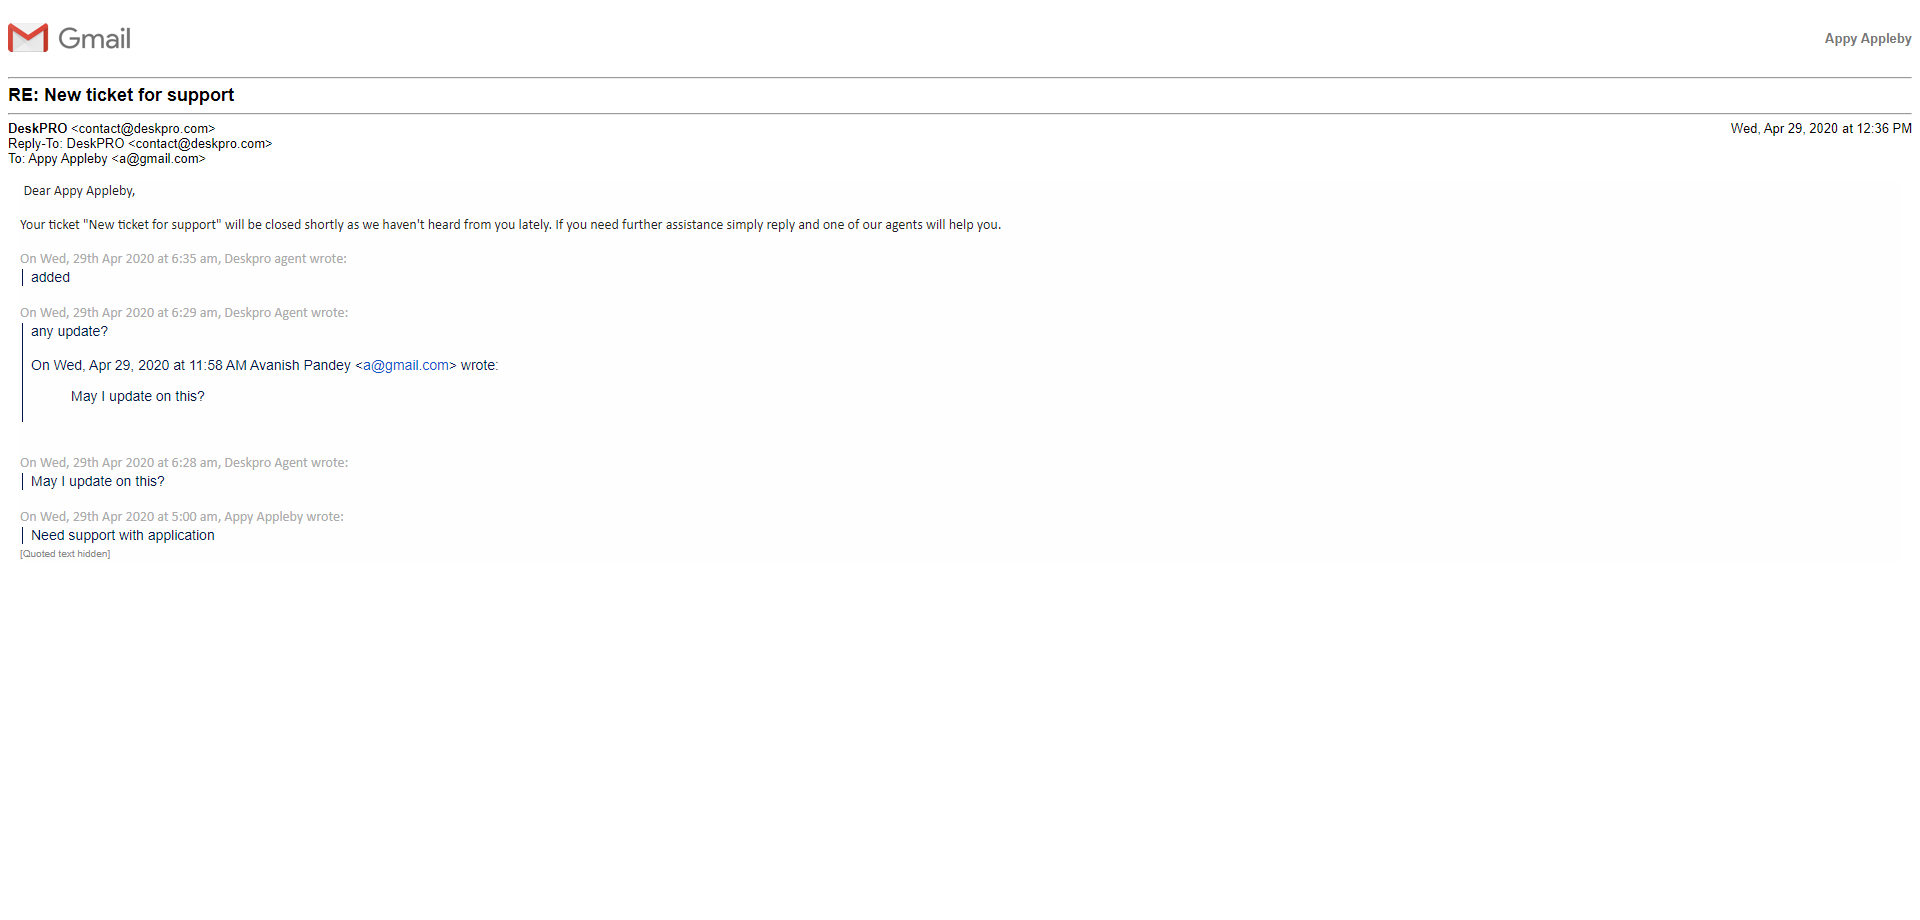 Gmail
Appy Appleby
RE: New ticket for support
DeskPRO <contact@deskpro.com>
Wed, Apr 29, 2020 at 12:36 PM
Reply-To: DeskPRO <contact@deskpro.com>
To: Appy Appleby <a@gmail.com>
Dear Appy Appleby,
Your ticket "New ticket for support" will be closed shortly as we haven't heard from you lately. If you need further assistance simply reply and one of our agents will help you.
On Wed, 29th Apr 2020 at 6:35 am, Deskpro agent wrote:
added
On Wed, 29th Apr 2020 at 6:29 am, Deskpro Agent wrote:
any update?
On Wed, Apr 29, 2020 at 11:58 AM Avanish Pandey <a@gmail.com> wrote:
May I update on this?
On Wed, 29th Apr 2020 at 6:28 am, Deskpro Agent wrote:
May I update on this?
On Wed, 29th Apr 2020 at 5:00 am, Appy Appleby wrote:
Need support with application
[Quoted text hidden]